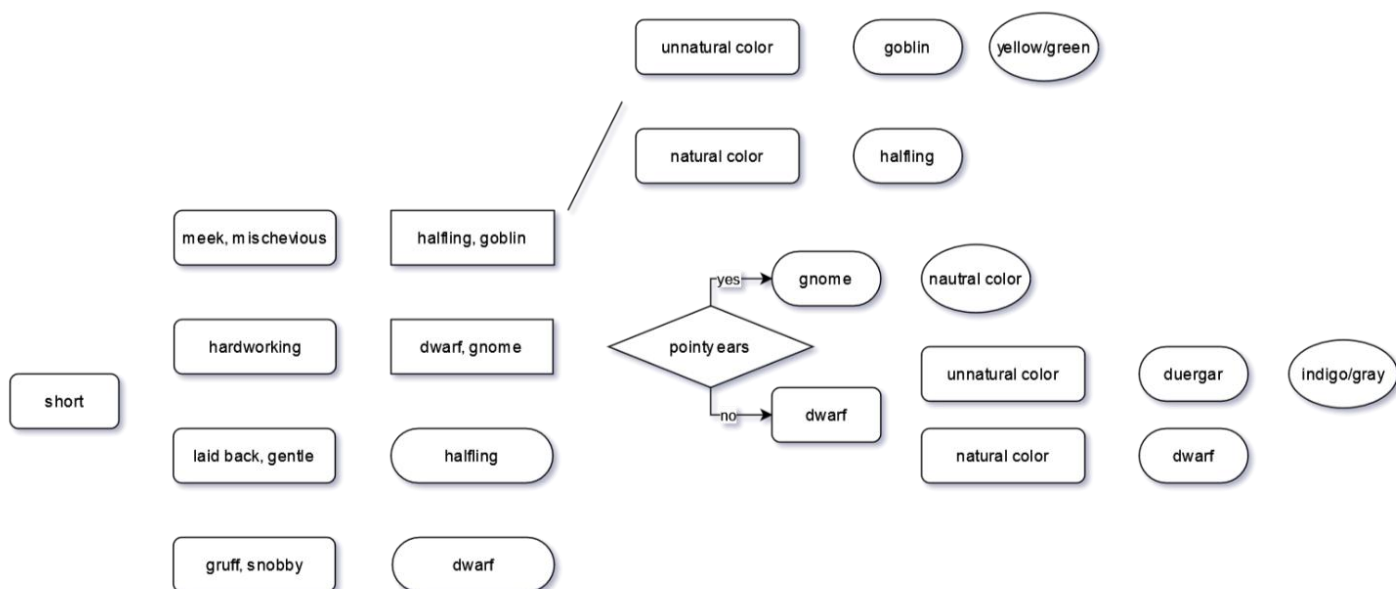 unnatural color
goblin
yellow/green
natural color
halfling
meek, mischevious
halfling, goblin
yes
gnome
nautral color
hardworking
dwarf, gnome
pointy ears
unnatural color
duergar
indigo/gray
short
no
dwarf
laid back, gentle
halfling
natural color
dwarf
gruff, snobby
dwarf